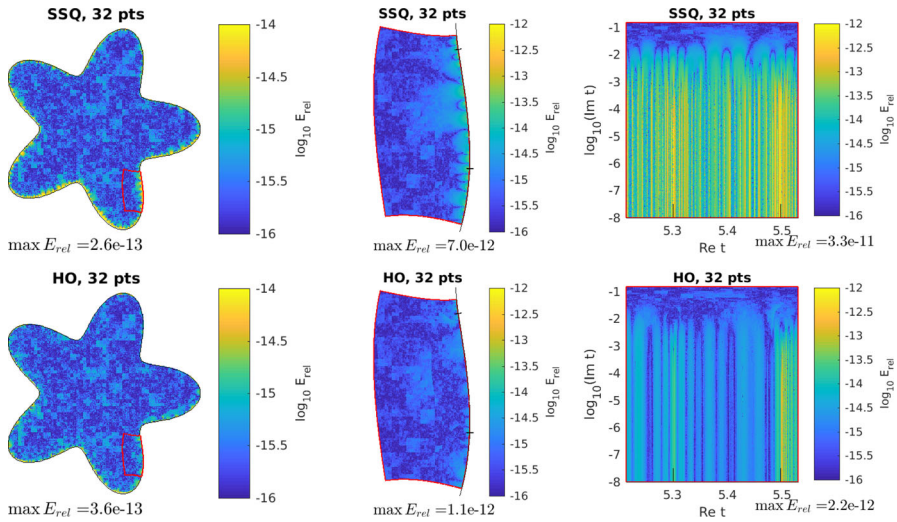 SSQ, 32 pts
-14
-14.5
-15
-15.5
-16
log10 Erel
max Erel =2.6e-13
SSQ, 32 pts
-12
-12.5
-13
-13.5
-14
-14.5
-15
-15.5
-16
log10 Erel
max Erel =7.0e-12
SSQ, 32 pts
log10(Im t)
-1
-2
-3
-4
-5
-6
-7
-8
5.3 5.4 5.5
Re t
-12
-12.5
-13
-13.5
-14
-14.5
-15
-15.5
-16
log10 Erel
max Erel =3.3e-11
HO, 32 pts
-14
-14.5
-15
-15.5
-16
log10 Erel
max Erel =3.6e-13
HO, 32 pts
-12
-12.5
-13
-13.5
-14
-14.5
-15
-15.5
-16
log10 Erel
max Erel =1.1e-12
HO, 32 pts
log10(Im t)
-1
-2
-3
-4
-5
-6
-7
-8
5.3 5.4 5.5
Re t
-12
-12.5
-13
-13.5
-14
-14.5
-15
-15.5
-16
log10 Erel
max Erel =2.2e-12